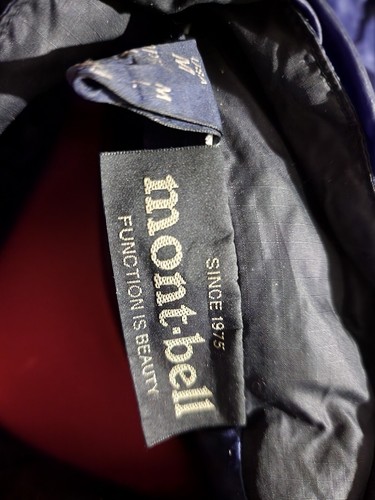 SINCE 1975
mont·bell
FUNCTION IS BEAUTY
M